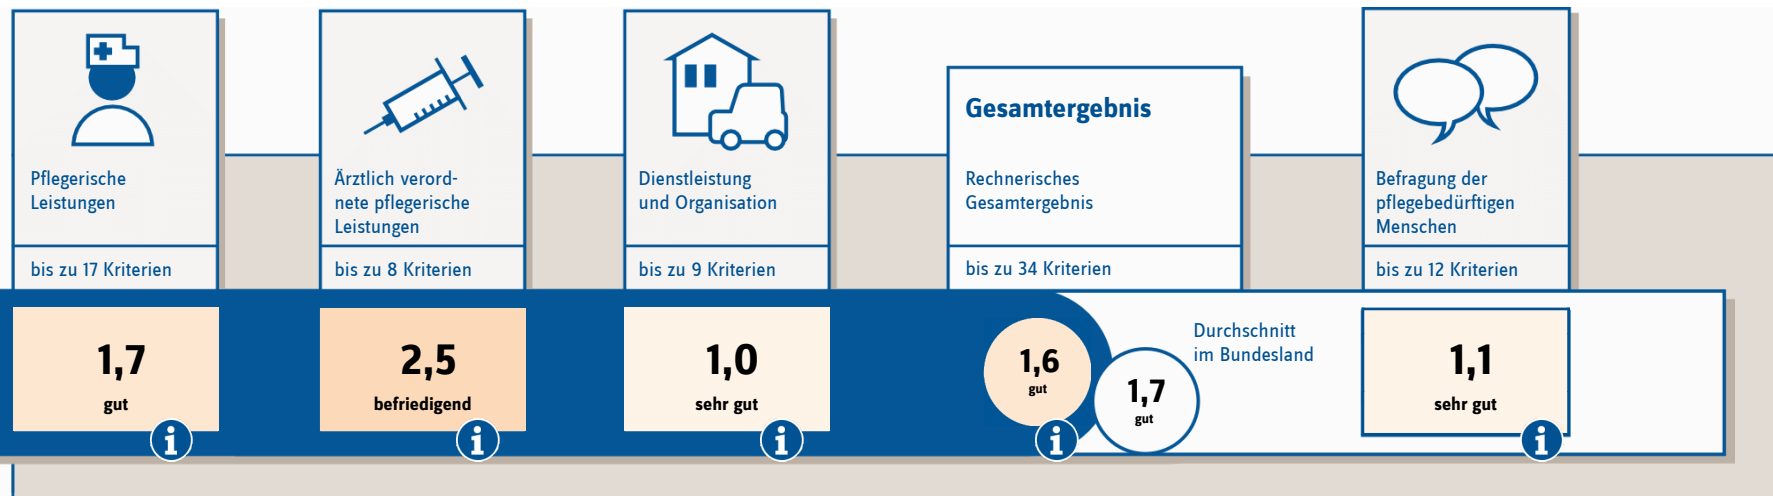 Pflegerische
Leistungen
bis zu 17 Kriterien
1,7
gut
Ärztlich verord-
nete pflegerische
Leistungen
bis zu 8 Kriterien
2,5
befriedigend
Dienstleistung
und Organisation
bis zu 9 Kriterien
1,0
sehr gut
Gesamtergebnis
Rechnerisches
Gesamtergebnis
bis zu 34 Kriterien
1,6
gut
1,7
gut
Durchschnitt
im Bundesland
Befragung der
pflegebedürftigen
Menschen
bis zu 12 Kriterien
1,1
sehr gut